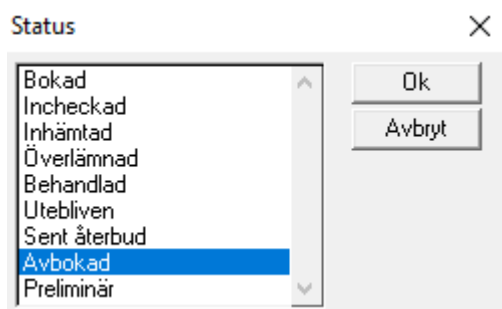 Status
Bokad
Incheckad
Inhämtad
Överlämnad
Behandlad
Utebliven
Sent återbud
Avbokad
Preliminär
Ok
Avbryt